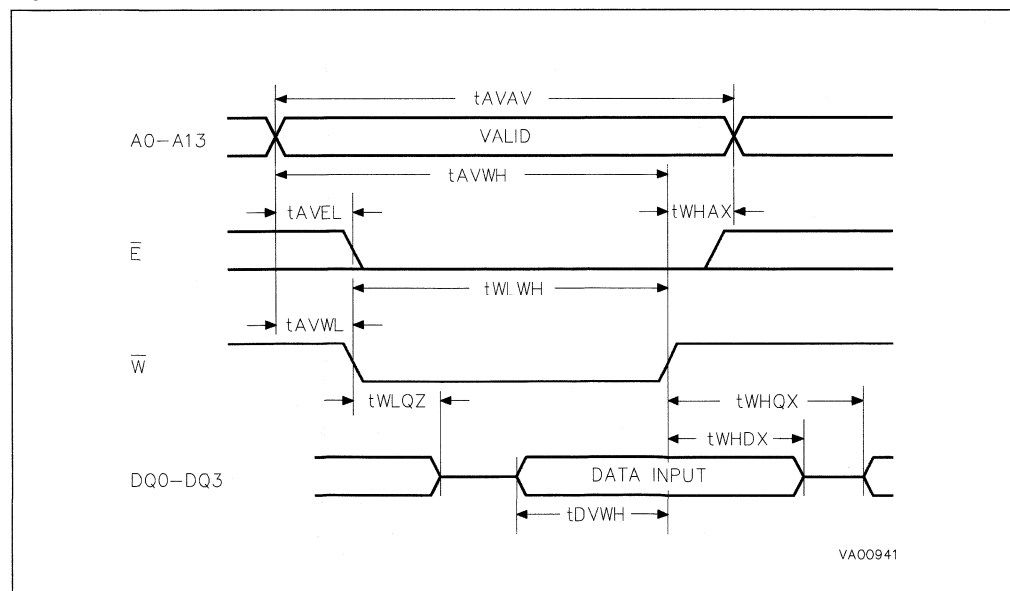 tAVAV
A0-A13 VALID
tAVWH
tAVEL tWHAX
E̅
tWLWH
tAVWL
W̅
tWLQZ tWHQX
tWHDX
DQ0-DQ3 DATA INPUT
tDVWH
VA00941